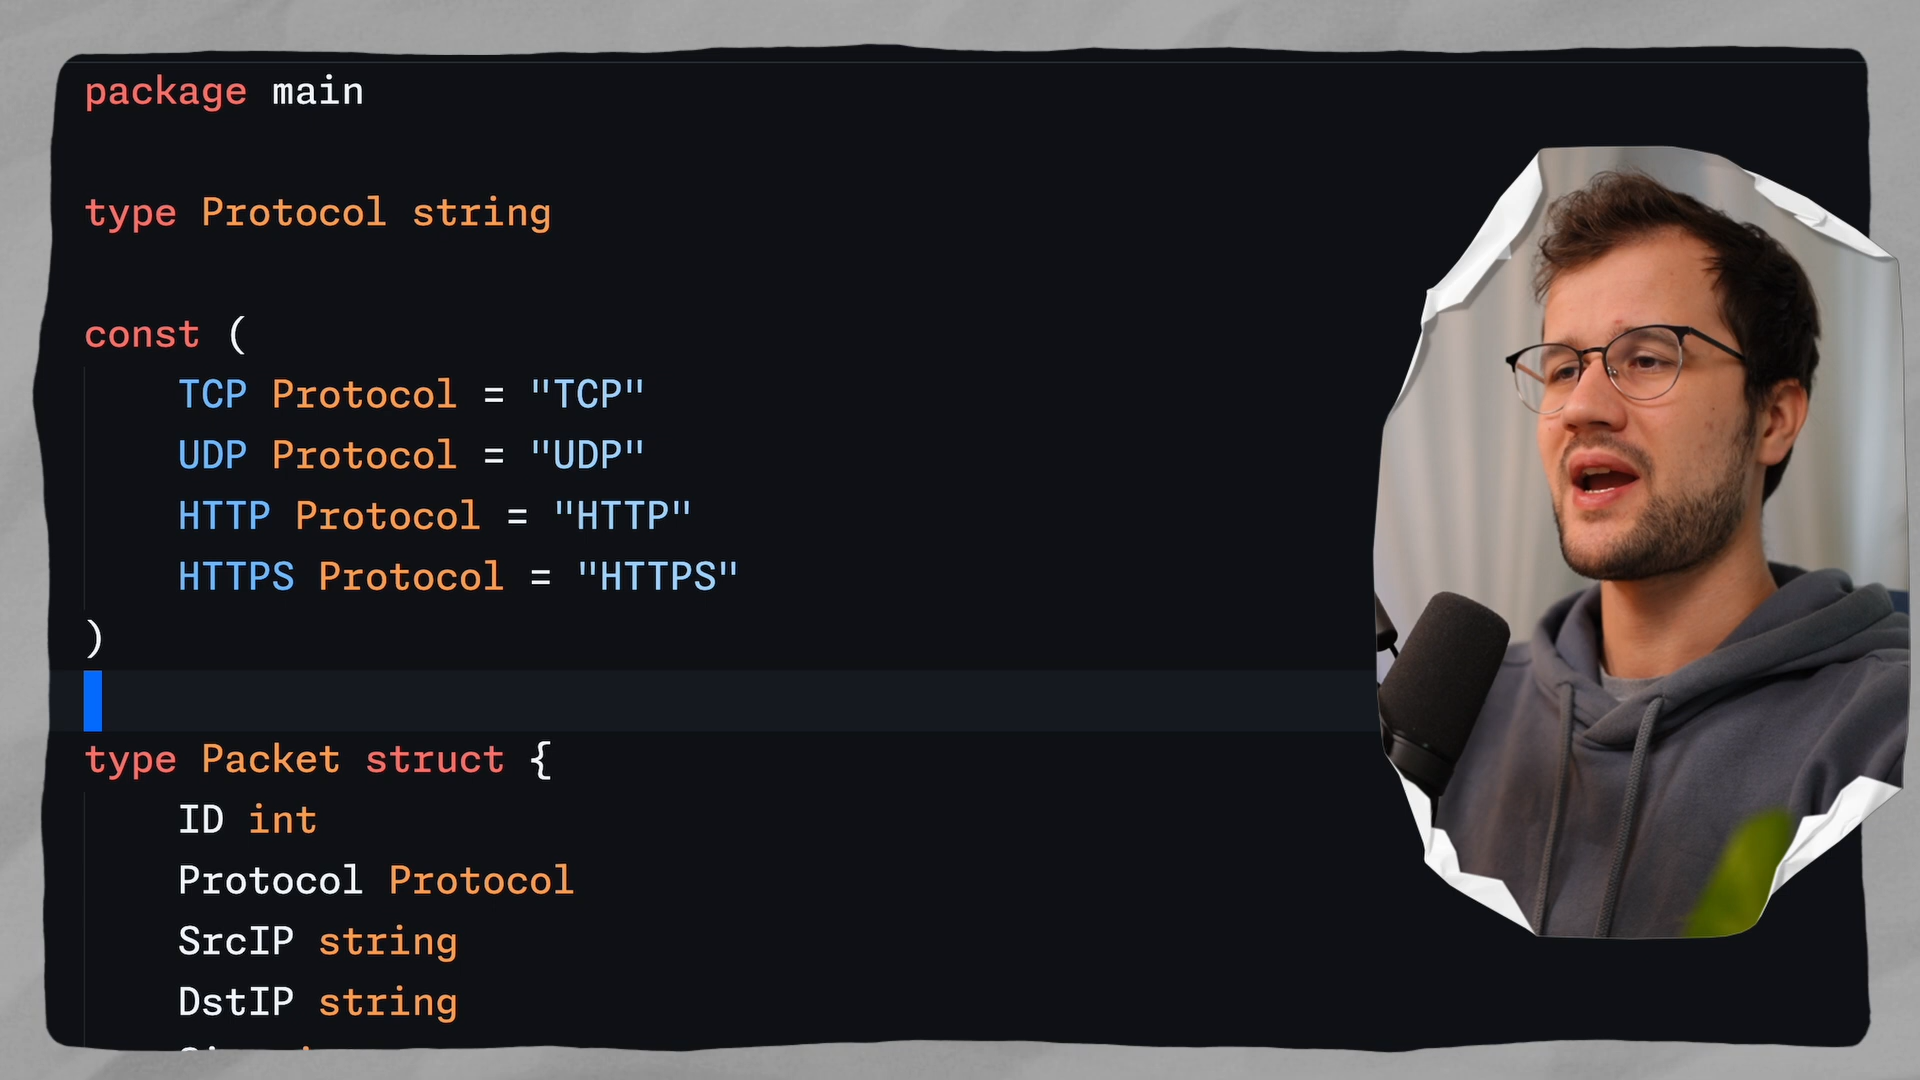 package main
type Protocol string
const (
TCP Protocol = "TCP"
UDP Protocol = "UDP"
HTTP Protocol = "HTTP"
HTTPS Protocol = "HTTPS"
)
type Packet struct {
ID int
Protocol Protocol
SrcIP string
DstIP string